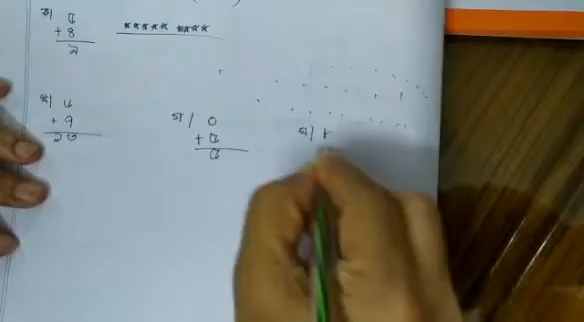 ক/ ৫ ***** ****
+ ৪
৯
খ/ ৬
+ ৭
১৩
গ/ ০
+ ৫
৫
ঘ/